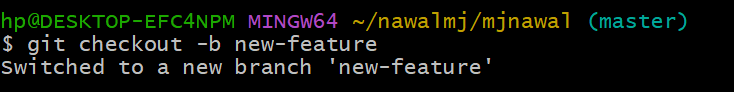 hp@DESKTOP-EFC4NPM MINGW64 ~/nawalmj/mjnawal (master)
$ git checkout -b new-feature
Switched to a new branch 'new-feature'